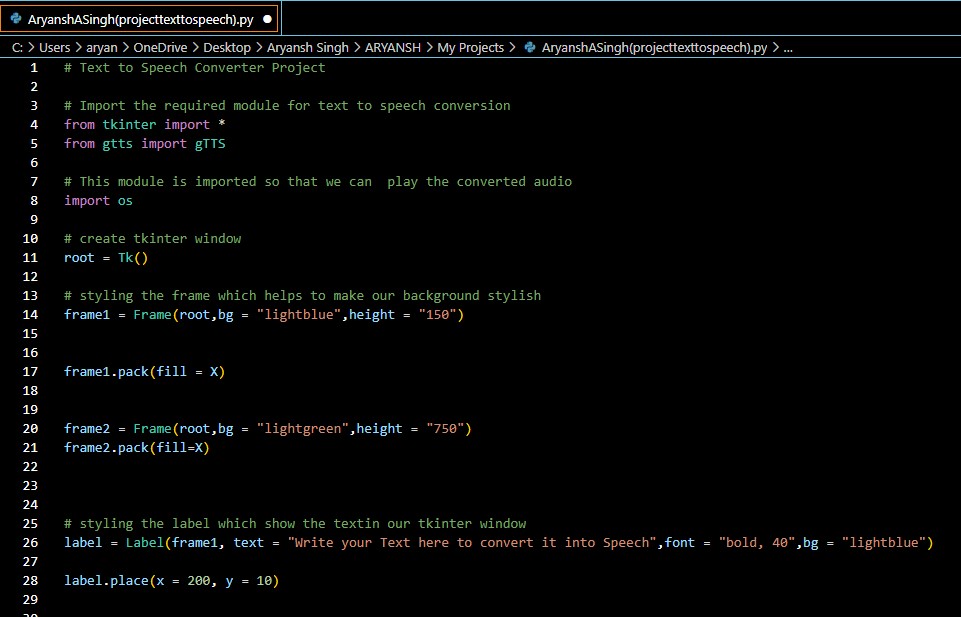 AryanshASingh(projecttexttospeech).py ●
C: > Users > aryan > OneDrive > Desktop > Aryansh Singh > ARYANSH > My Projects > AryanshASingh(projecttexttospeech).py > ...
1 # Text to Speech Converter Project
2
3 # Import the required module for text to speech conversion
4 from tkinter import *
5 from gtts import gTTS
6
7 # This module is imported so that we can  play the converted audio
8 import os
9
10 # create tkinter window
11 root = Tk()
12
13 # styling the frame which helps to make our background stylish
14 frame1 = Frame(root,bg = "lightblue",height = "150")
15
16
17 frame1.pack(fill = X)
18
19
20 frame2 = Frame(root,bg = "lightgreen",height = "750")
21 frame2.pack(fill=X)
22
23
24
25 # styling the label which show the textin our tkinter window
26 label = Label(frame1, text = "Write your Text here to convert it into Speech",font = "bold, 40",bg = "lightblue")
27
28 label.place(x = 200, y = 10)
29